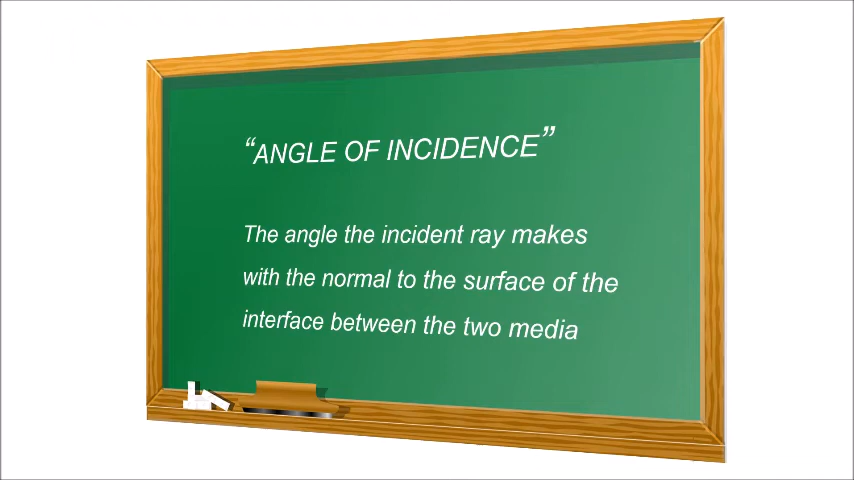 “ANGLE OF INCIDENCE”
The angle the incident ray makes
with the normal to the surface of the
interface between the two media